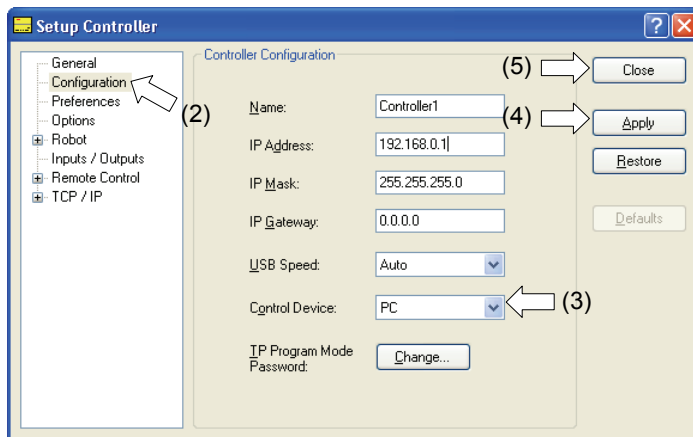 Setup Controller
General
Configuration
Preferences
Options
Robot
Inputs / Outputs
Remote Control
TCP / IP
(2)
Controller Configuration
Name: Controller1
IP Address: 192.168.0.1
IP Mask: 255.255.255.0
IP Gateway: 0.0.0.0
USB Speed: Auto
Control Device: PC
(3)
TP Program Mode
Password:
Change...
(5)
Close
(4)
Apply
Restore
Defaults